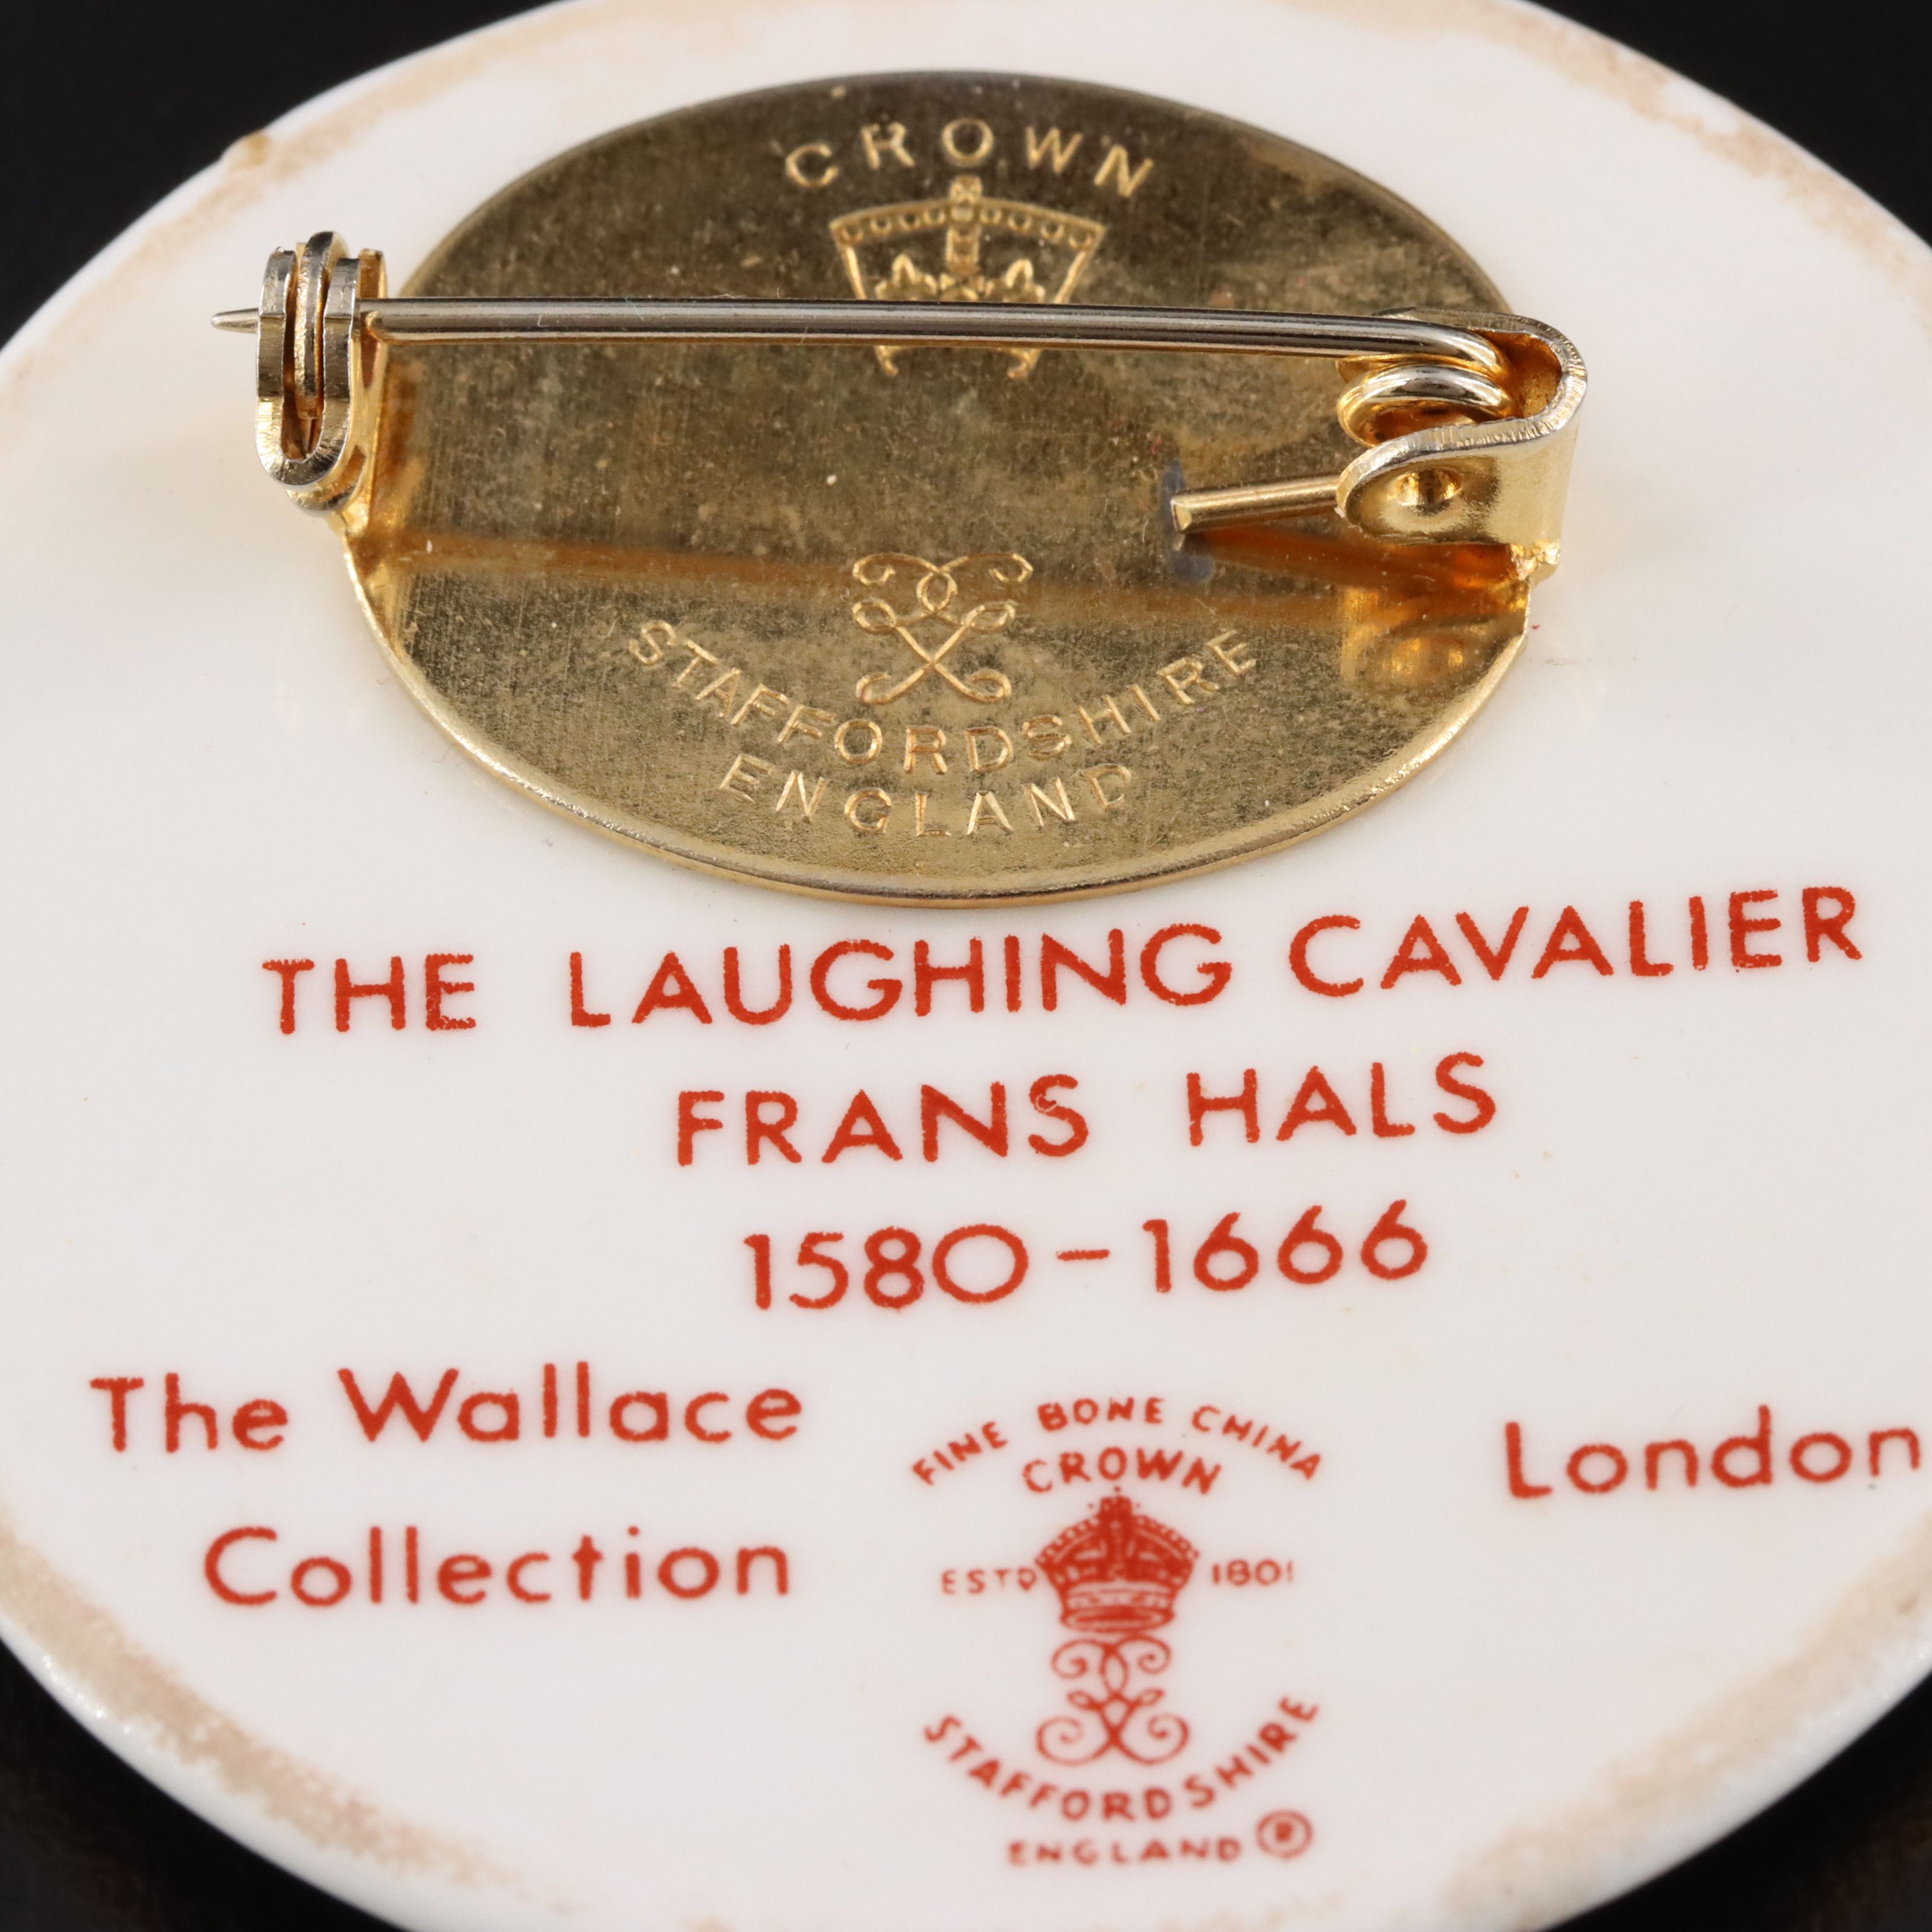 CROWN
STAFFORDSHIRE
ENGLAND
THE LAUGHING CAVALIER
FRANS HALS
1580-1666
The Wallace
Collection
London
FINE BONE CHINA
CROWN
ESTD 1801
STAFFORDSHIRE
ENGLAND ®